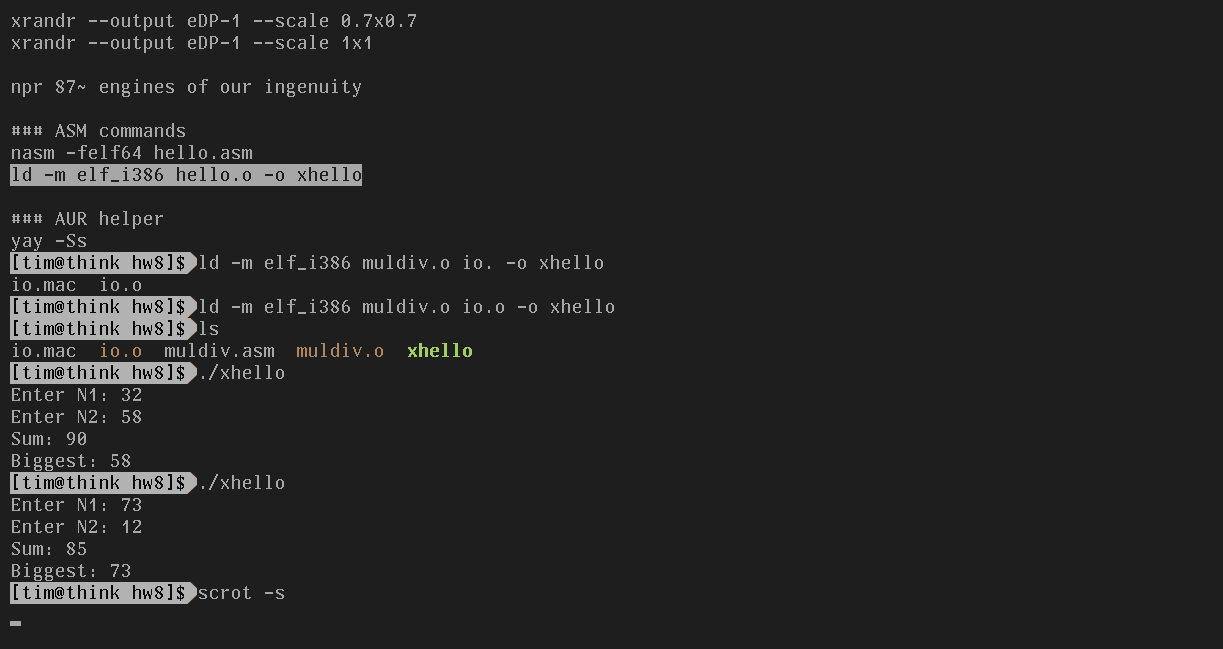 xrandr --output eDP-1 --scale 0.7x0.7
xrandr --output eDP-1 --scale 1x1
npr 87~ engines of our ingenuity
### ASM commands
nasm -felf64 hello.asm
ld -m elf_i386 hello.o -o xhello
### AUR helper
yay -Ss
[tim@think hw8]$ ld -m elf_i386 muldiv.o io. -o xhello
io.mac  io.o
[tim@think hw8]$ ld -m elf_i386 muldiv.o io.o -o xhello
[tim@think hw8]$ ls
io.mac  io.o  muldiv.asm  muldiv.o  xhello
[tim@think hw8]$ ./xhello
Enter N1: 32
Enter N2: 58
Sum: 90
Biggest: 58
[tim@think hw8]$ ./xhello
Enter N1: 73
Enter N2: 12
Sum: 85
Biggest: 73
[tim@think hw8]$ scrot -s